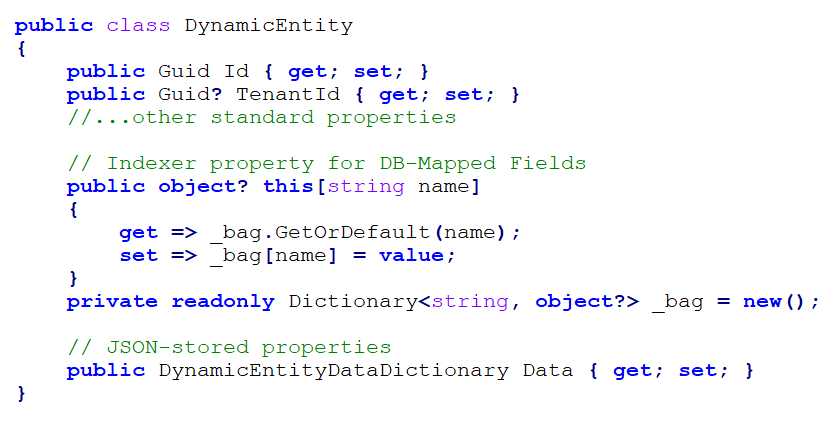 public class DynamicEntity
{
    public Guid Id { get; set; }
    public Guid? TenantId { get; set; }
    //...other standard properties

    // Indexer property for DB-Mapped Fields
    public object? this[string name]
    {
        get => _bag.GetOrDefault(name);
        set => _bag[name] = value;
    }
    private readonly Dictionary<string, object?> _bag = new();

    // JSON-stored properties
    public DynamicEntityDataDictionary Data { get; set; }
}